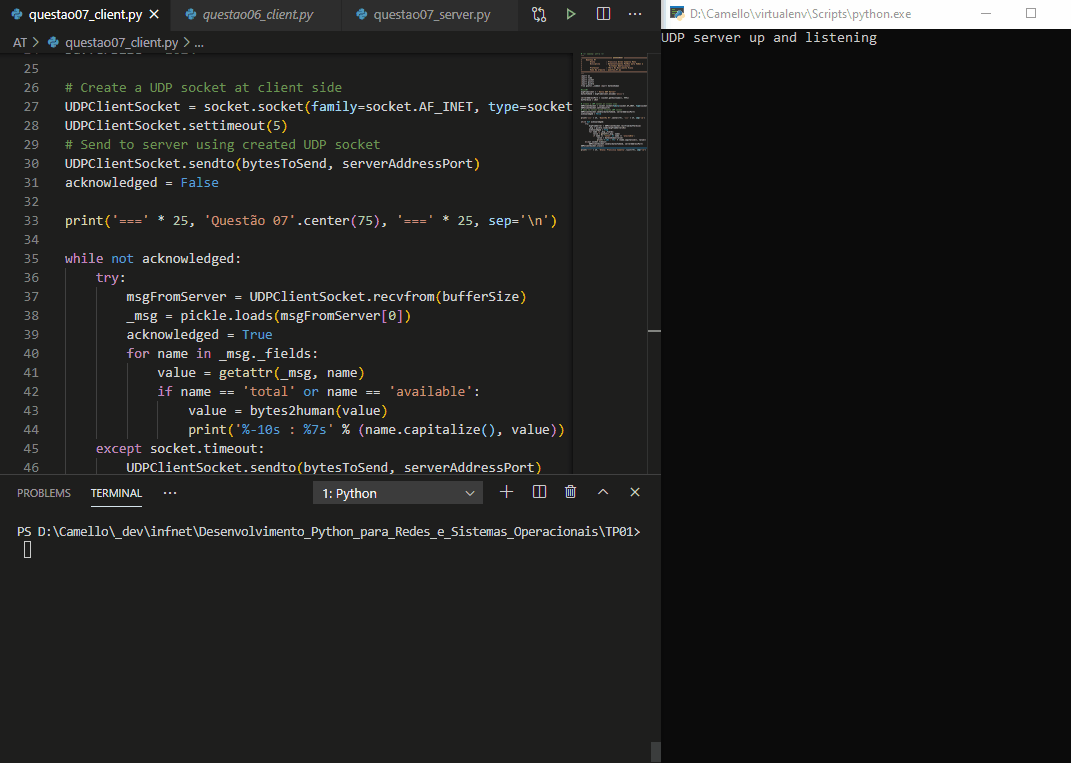 questao07_client.py
questao06_client.py
questao07_server.py
AT > questao07_client.py > ...
25
26 # Create a UDP socket at client side
27 UDPClientSocket = socket.socket(family=socket.AF_INET, type=socket
28 UDPClientSocket.settimeout(5)
29 # Send to server using created UDP socket
30 UDPClientSocket.sendto(bytesToSend, serverAddressPort)
31 acknowledged = False
32
33 print('===' * 25, 'Questão 07'.center(75), '===' * 25, sep='\n')
34
35 while not acknowledged:
36 try:
37 msgFromServer = UDPClientSocket.recvfrom(bufferSize)
38 _msg = pickle.loads(msgFromServer[0])
39 acknowledged = True
40 for name in _msg._fields:
41 value = getattr(_msg, name)
42 if name == 'total' or name == 'available':
43 value = bytes2human(value)
44 print('%-10s : %7s' % (name.capitalize(), value))
45 except socket.timeout:
46 UDPClientSocket.sendto(bytesToSend, serverAddressPort)
PROBLEMS TERMINAL ... 1: Python
PS D:\Camello\_dev\infnet\Desenvolvimento_Python_para_Redes_e_Sistemas_Operacionais\TP01>
D:\Camello\virtualenv\Scripts\python.exe
UDP server up and listening